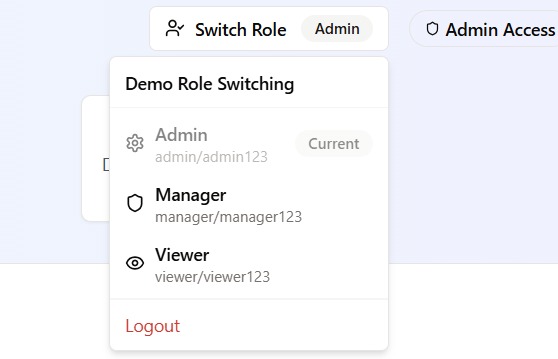 Switch Role Admin Admin Access
Demo Role Switching
Admin Current
admin/admin123
Manager
manager/manager123
Viewer
viewer/viewer123
Logout